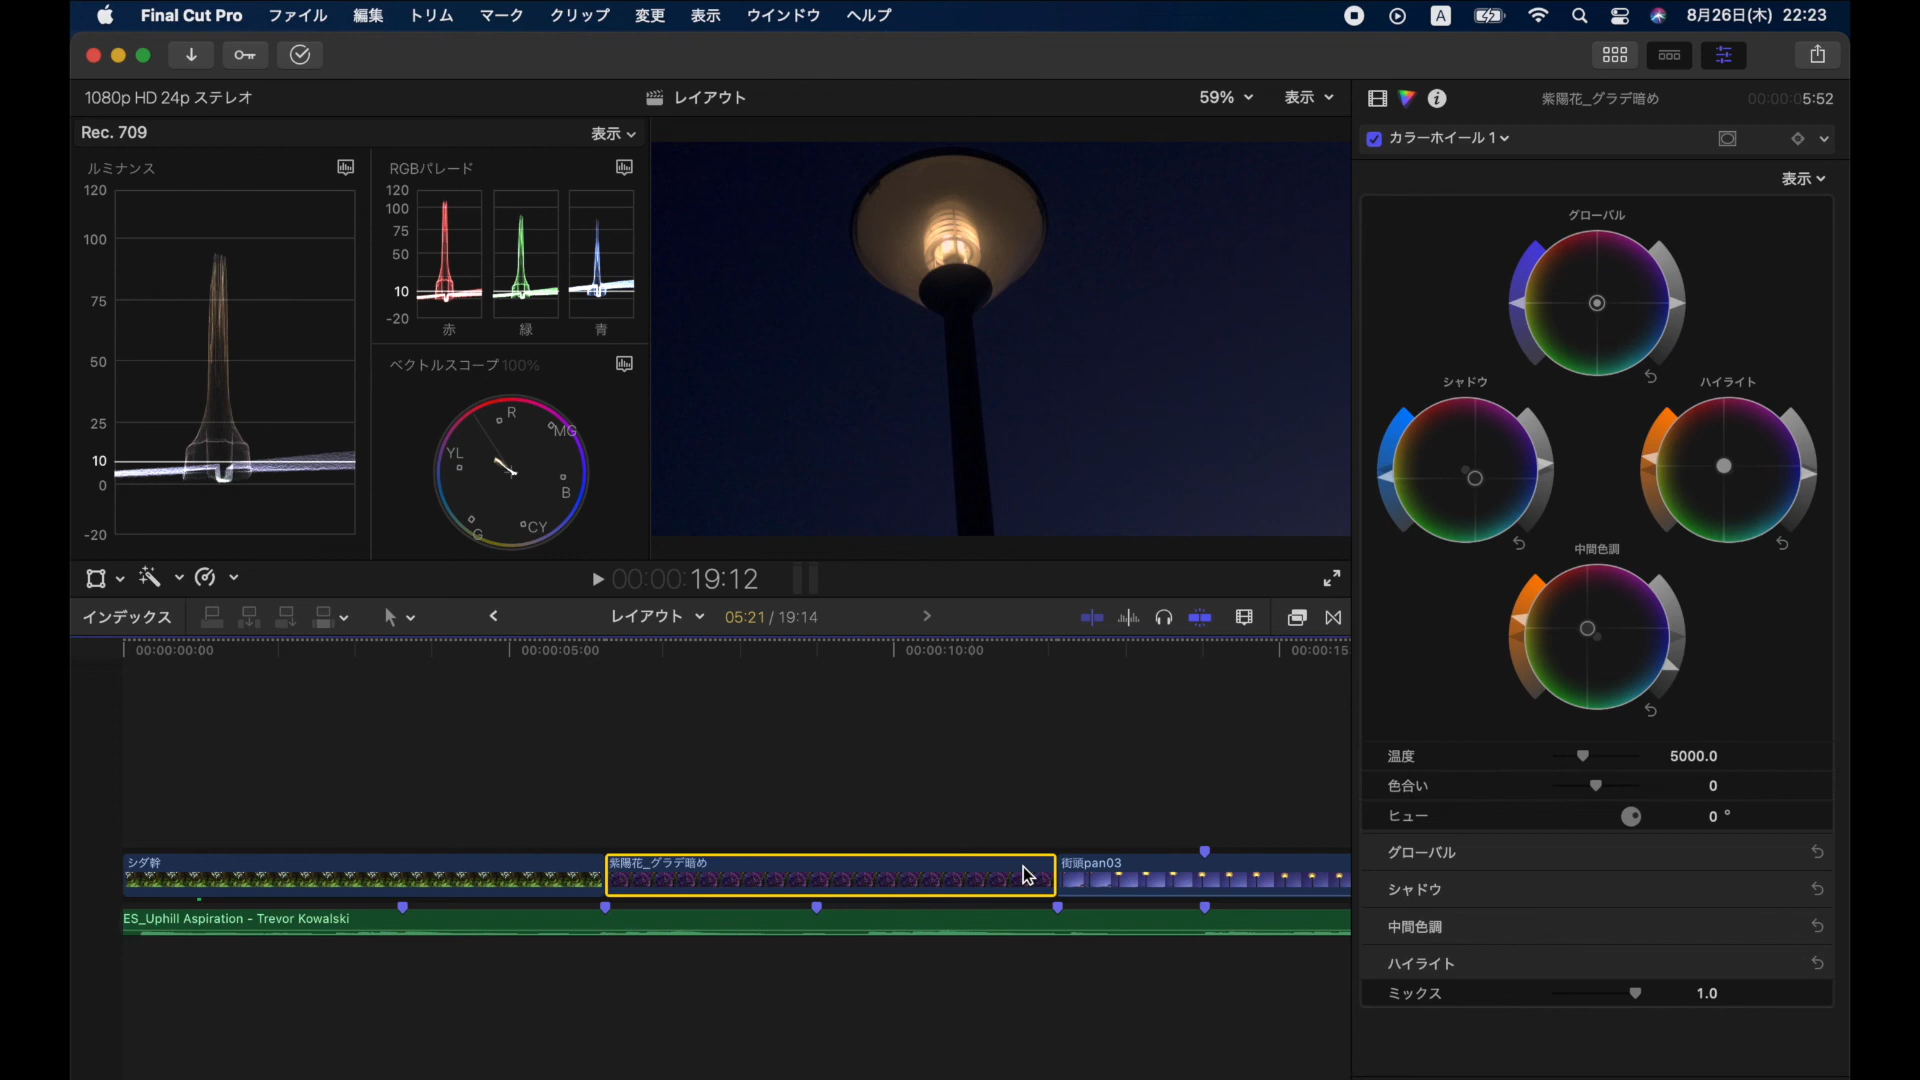 Final Cut Pro ファイル 編集 トリム マーク クリップ 変更 表示 ウインドウ ヘルプ A 8月26日(木) 22:23
1080p HD 24p ステレオ
レイアウト
59% 表示
紫陽花_グラデ暗め 00:00:05:52
Rec. 709 表示
カラーホイール 1
表示
ルミナンス
120
100
75
50
25
10
0
-20
RGBパレード
120
100
75
50
10
-20
赤 緑 青
ベクトルスコープ 100%
R
MG
YL
B
G
CY
グローバル
シャドウ
ハイライト
中間色調
00:00:19:12
インデックス
レイアウト 05:21 / 19:14
00:00:00:00 00:00:05:00 00:00:10:00 00:00:15
シダ幹
紫陽花_グラデ暗め
街頭pan03
ES_Uphill Aspiration - Trevor Kowalski
温度 5000.0
色合い 0
ヒュー 0 °
グローバル
シャドウ
中間色調
ハイライト
ミックス 1.0